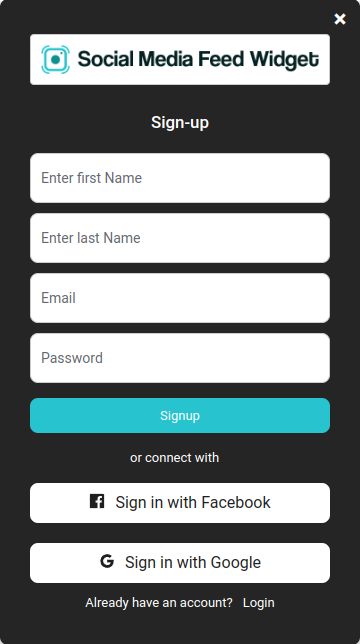 Social Media Feed Widget
Sign-up
Enter first Name
Enter last Name
Email
Password
Signup
or connect with
Sign in with Facebook
Sign in with Google
Already have an account? Login